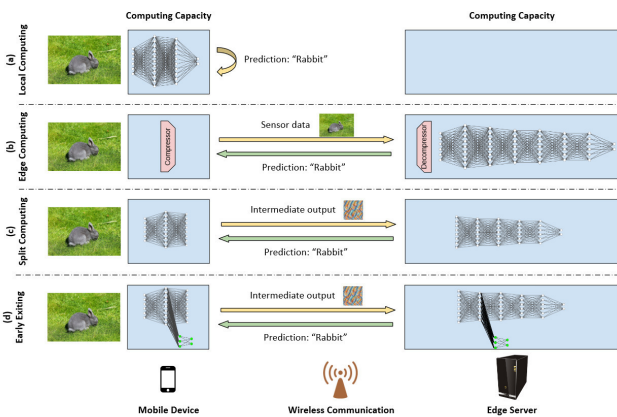 Computing Capacity
Computing Capacity
(a)
Local Computing
Prediction: “Rabbit”
(b)
Edge Computing
Compressor
Sensor data
Prediction: “Rabbit”
Decompressor
(c)
Split Computing
Intermediate output
Prediction: “Rabbit”
(d)
Early Exiting
Intermediate output
Prediction: “Rabbit”
Mobile Device
Wireless Communication
Edge Server